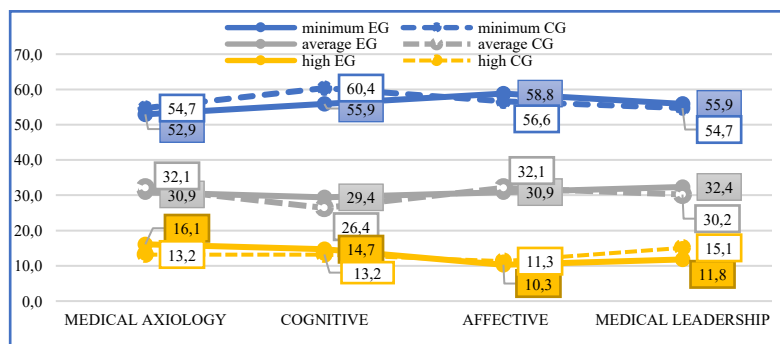 minimum EG minimum CG
average EG average CG
high EG high CG
70,0
60,0
50,0
40,0
30,0
20,0
10,0
0,0
54,7 60,4 58,8 55,9
52,9 55,9 56,6 54,7
32,1 29,4 32,1 32,4
30,9 26,4 30,9 30,2
16,1 14,7 11,3 15,1
13,2 13,2 10,3 11,8
MEDICAL AXIOLOGY COGNITIVE AFFECTIVE MEDICAL LEADERSHIP